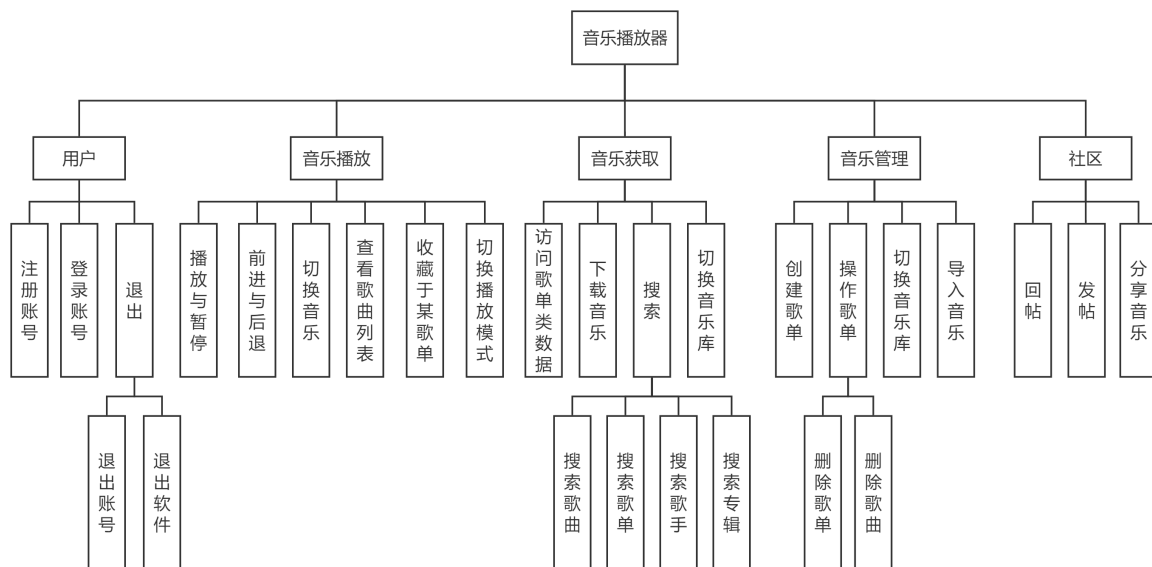 音乐播放器
用户
音乐播放
音乐获取
音乐管理
社区
注册账号
登录账号
退出
播放与暂停
前进与后退
切换音乐
查看歌曲列表
收藏于某歌单
切换播放模式
访问歌单类数据
下载音乐
搜索
切换音乐库
创建歌单
操作歌单
切换音乐库
导入音乐
回帖
发帖
分享音乐
退出账号
退出软件
搜索歌曲
搜索歌单
搜索歌手
搜索专辑
删除歌单
删除歌曲